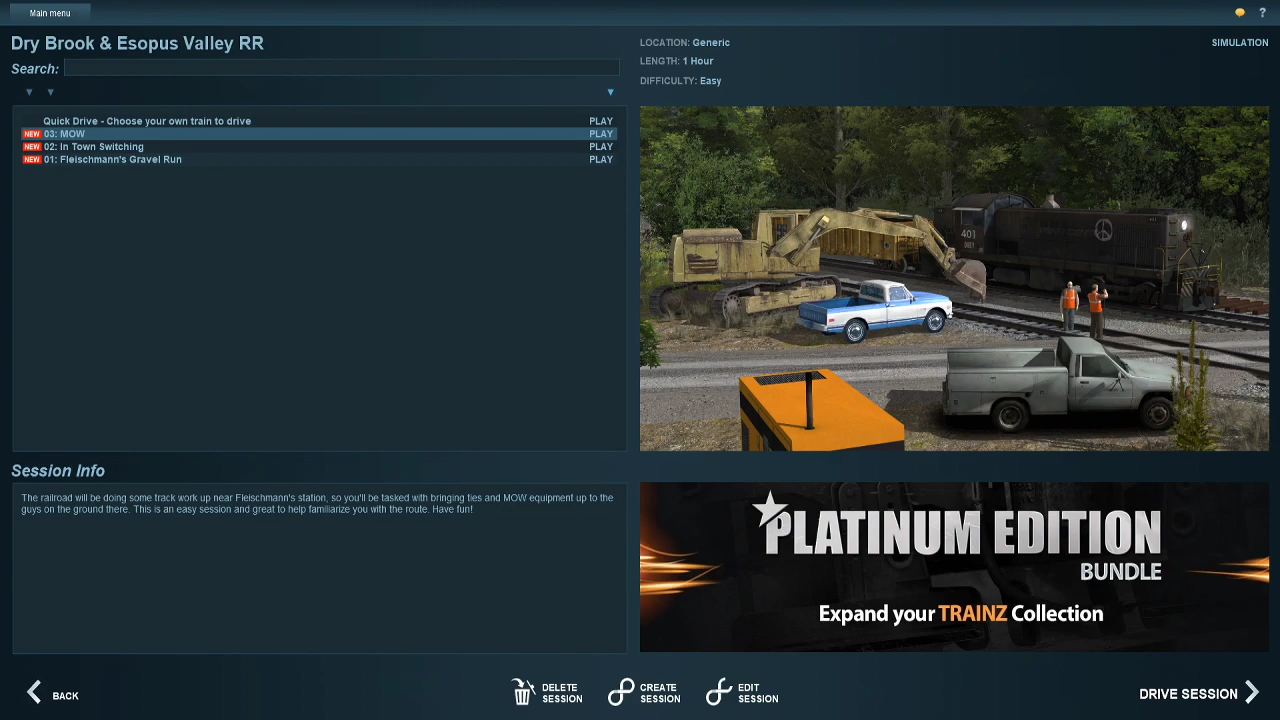 Main menu
?
Dry Brook & Esopus Valley RR
Search:
LOCATION: Generic
LENGTH: 1 Hour
DIFFICULTY: Easy
SIMULATION
Quick Drive - Choose your own train to drive PLAY
NEW 03: MOW PLAY
NEW 02: In Town Switching PLAY
NEW 01: Fleischmann's Gravel Run PLAY
401
Session Info
The railroad will be doing some track work up near Fleischmann's station, so you'll be tasked with bringing ties and MOW equipment up to the
guys on the ground there. This is an easy session and great to help familiarize you with the route. Have fun!
PLATINUM EDITION
BUNDLE
Expand your TRAINZ Collection
BACK
DELETE
SESSION
CREATE
SESSION
EDIT
SESSION
DRIVE SESSION